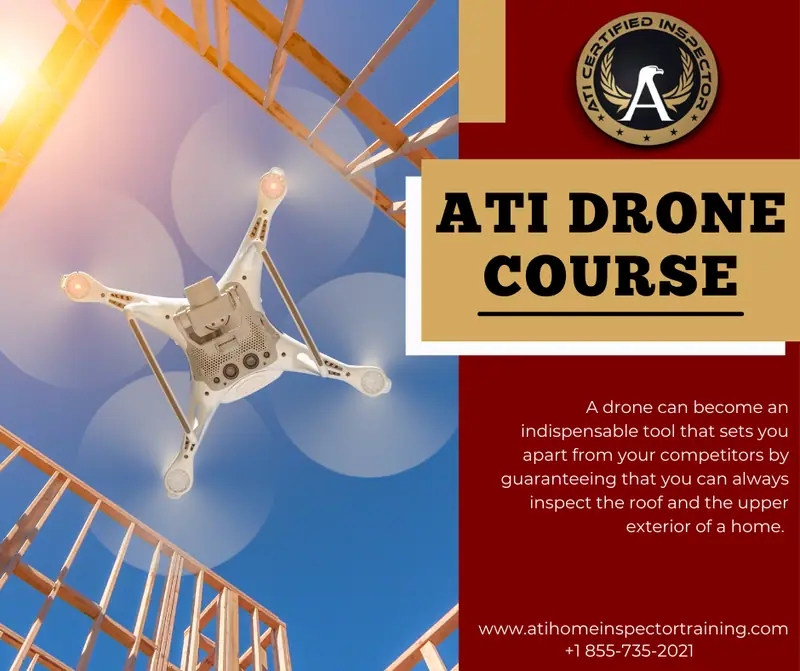 ATI CERTIFIED INSPECTOR
A
ATI DRONE
COURSE
A drone can become an
indispensable tool that sets you
apart from your competitors by
guaranteeing that you can always
inspect the roof and the upper
exterior of a home.
www.atihomeinspectortraining.com
+1 855-735-2021